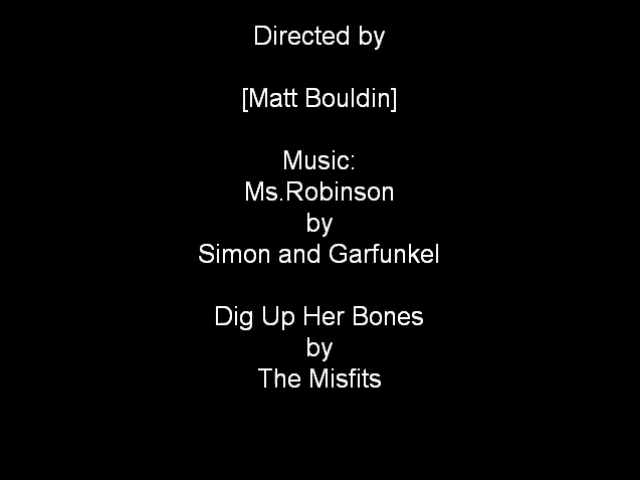 Directed by
[Matt Bouldin]
Music:
Ms.Robinson
by
Simon and Garfunkel
Dig Up Her Bones
by
The Misfits